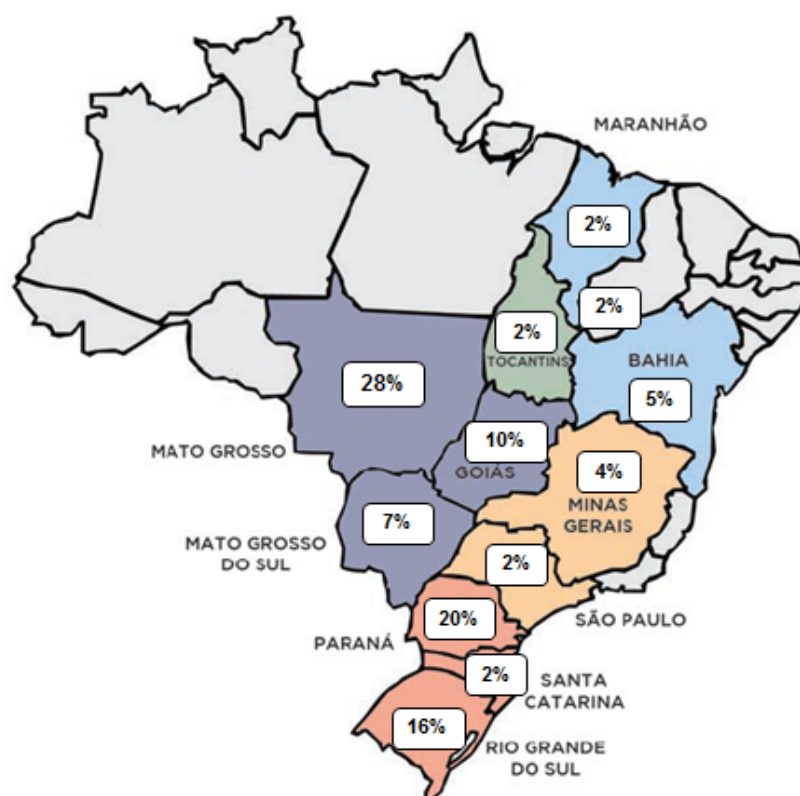 MARANHÃO
2%
2%
2%
TOCANTINS
BAHIA
5%
28%
10%
GOIÁS
MATO GROSSO
4%
MINAS
GERAIS
7%
MATO GROSSO
DO SUL
2%
SÃO PAULO
20%
PARANÁ
2%
SANTA
CATARINA
16%
RIO GRANDE
DO SUL